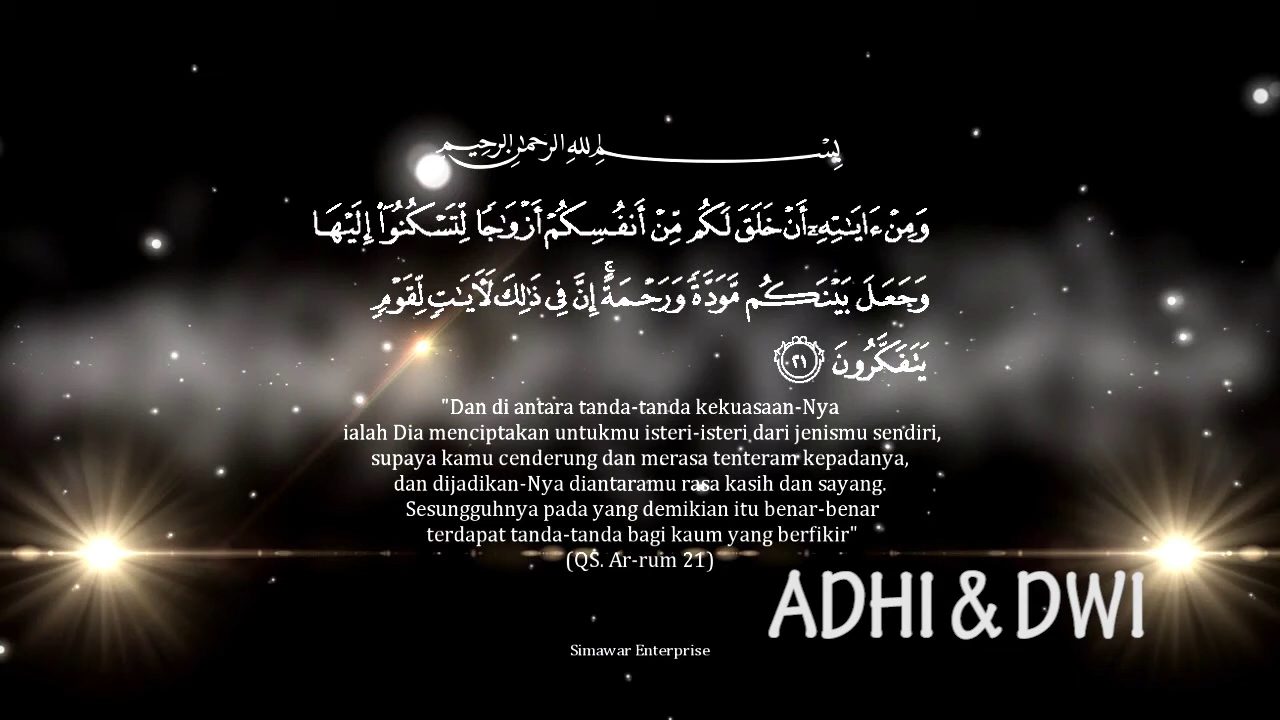 بِسْمِ اللهِ الرحمٰنِ الرحِيمِ
وَمِنْ ءَايَٰتِهِۦٓ أَنْ خَلَقَ لَكُم مِّنْ أَنفُسِكُمْ أَزْوَٰجًا لِّتَسْكُنُوٓا۟ إِلَيْهَا
وَجَعَلَ بَيْنَكُم مَّوَدَّةً وَرَحْمَةً ۚ إِنَّ فِى ذَٰلِكَ لَءَايَٰتٍ لِّقَوْمٍ
يَتَفَكَّرُونَ ٢١
"Dan di antara tanda-tanda kekuasaan-Nya
ialah Dia menciptakan untukmu isteri-isteri dari jenismu sendiri,
supaya kamu cenderung dan merasa tenteram kepadanya,
dan dijadikan-Nya diantaramu rasa kasih dan sayang.
Sesungguhnya pada yang demikian itu benar-benar
terdapat tanda-tanda bagi kaum yang berfikir"
(QS. Ar-rum 21)
ADHI & DWI
Simawar Enterprise